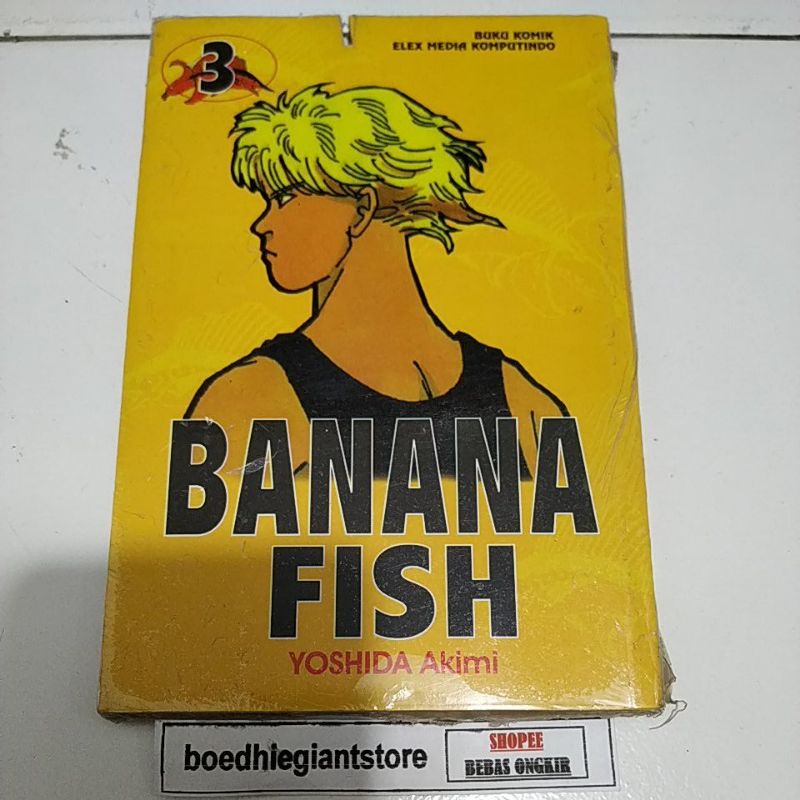 3
BUKU KOMIK
ELEX MEDIA KOMPUTINDO
BANANA
FISH
YOSHIDA Akimi
boedhiegiantstore
SHOPEE
BEBAS ONGKIR